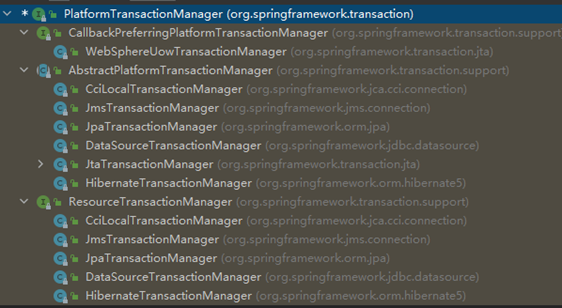 * PlatformTransactionManager (org.springframework.transaction)
CallbackPreferringPlatformTransactionManager (org.springframework.transaction.support
WebSphereUowTransactionManager (org.springframework.transaction.jta)
AbstractPlatformTransactionManager (org.springframework.transaction.support)
CciLocalTransactionManager (org.springframework.jca.cci.connection)
JmsTransactionManager (org.springframework.jms.connection)
JpaTransactionManager (org.springframework.orm.jpa)
DataSourceTransactionManager (org.springframework.jdbc.datasource)
JtaTransactionManager (org.springframework.transaction.jta)
HibernateTransactionManager (org.springframework.orm.hibernate5)
ResourceTransactionManager (org.springframework.transaction.support)
CciLocalTransactionManager (org.springframework.jca.cci.connection)
JmsTransactionManager (org.springframework.jms.connection)
JpaTransactionManager (org.springframework.orm.jpa)
DataSourceTransactionManager (org.springframework.jdbc.datasource)
HibernateTransactionManager (org.springframework.orm.hibernate5)